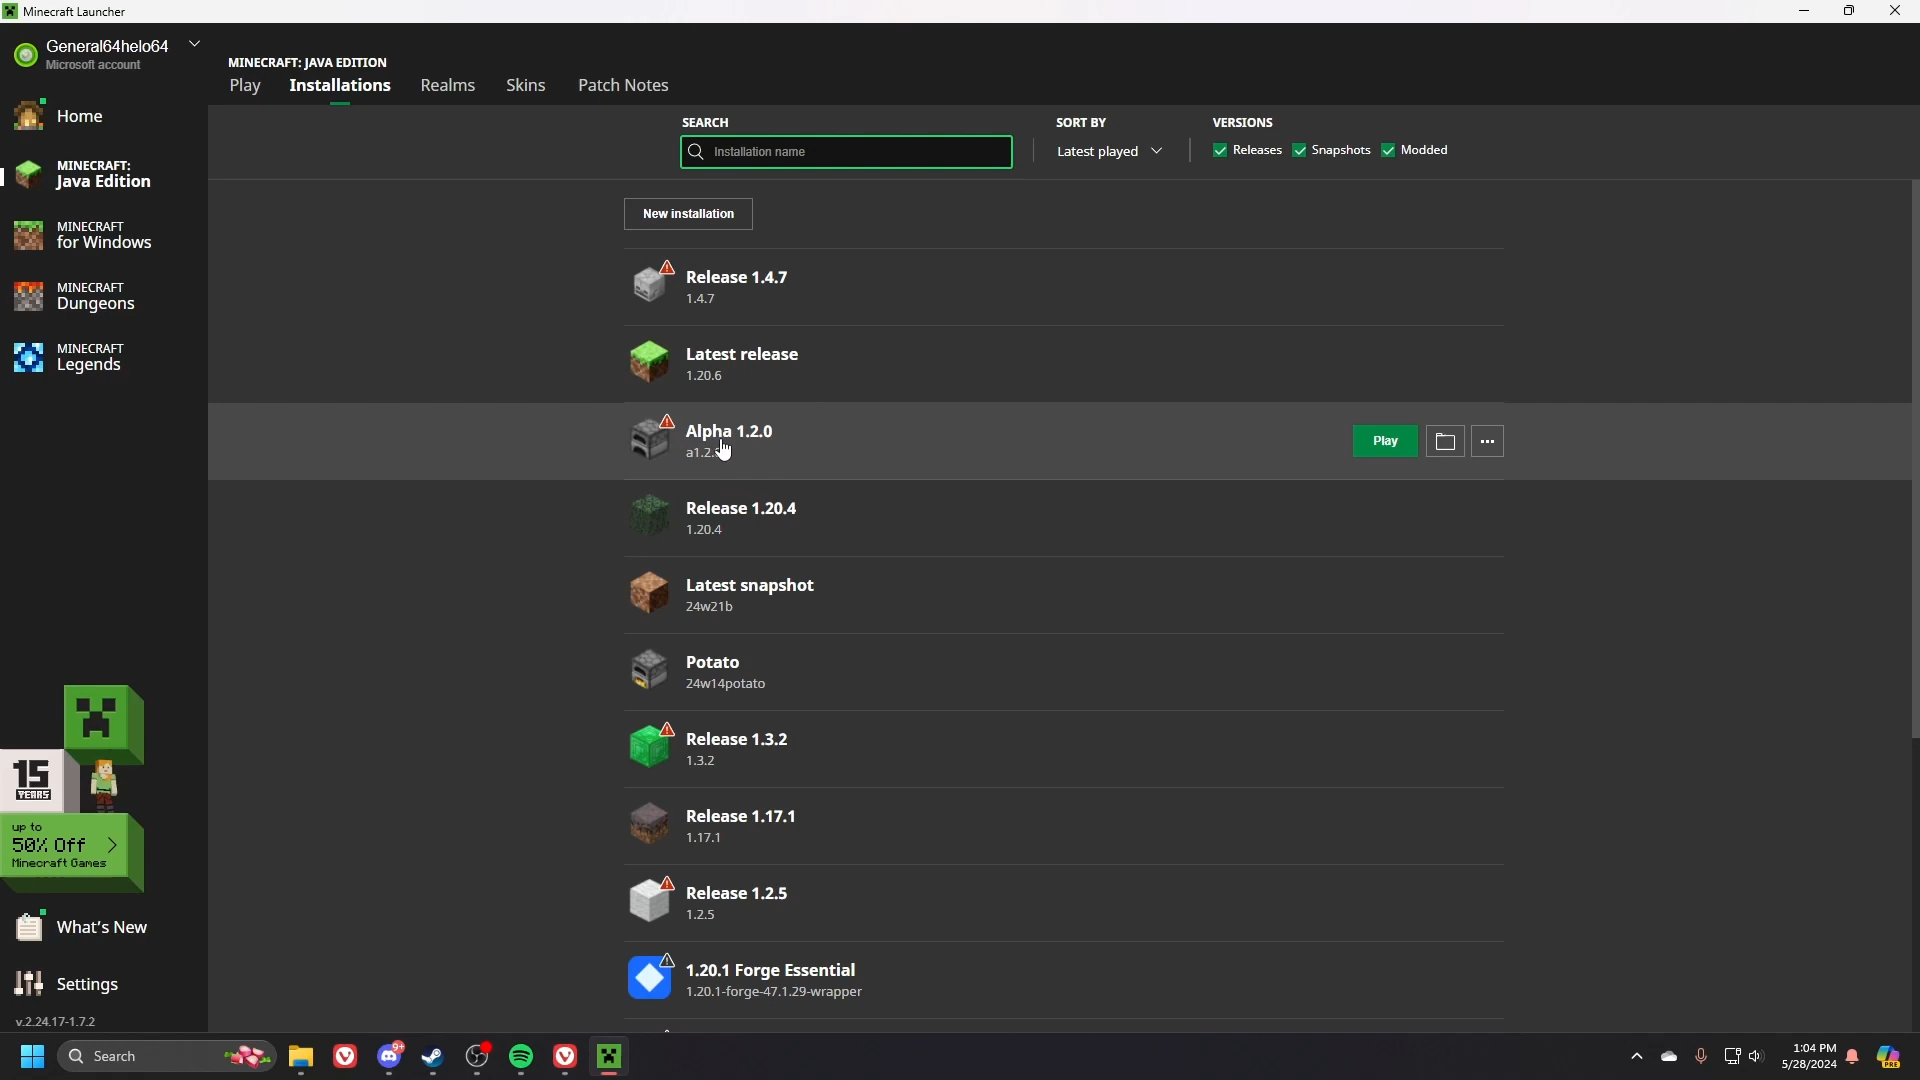 Minecraft Launcher
General64helo64
Microsoft account
MINECRAFT: JAVA EDITION
Play Installations Realms Skins Patch Notes
Home
MINECRAFT:
Java Edition
MINECRAFT
for Windows
MINECRAFT
Dungeons
MINECRAFT
Legends
15
YEARS
up to
50% Off
Minecraft Games
What's New
Settings
v.2.24.17-1.7.2
SEARCH
Installation name
SORT BY
Latest played
VERSIONS
Releases Snapshots Modded
New installation
Release 1.4.7
1.4.7
Latest release
1.20.6
Alpha 1.2.0
a1.2.
Play
Release 1.20.4
1.20.4
Latest snapshot
24w21b
Potato
24w14potato
Release 1.3.2
1.3.2
Release 1.17.1
1.17.1
Release 1.2.5
1.2.5
1.20.1 Forge Essential
1.20.1-forge-47.1.29-wrapper
Search
9+
1:04 PM
5/28/2024
PRE